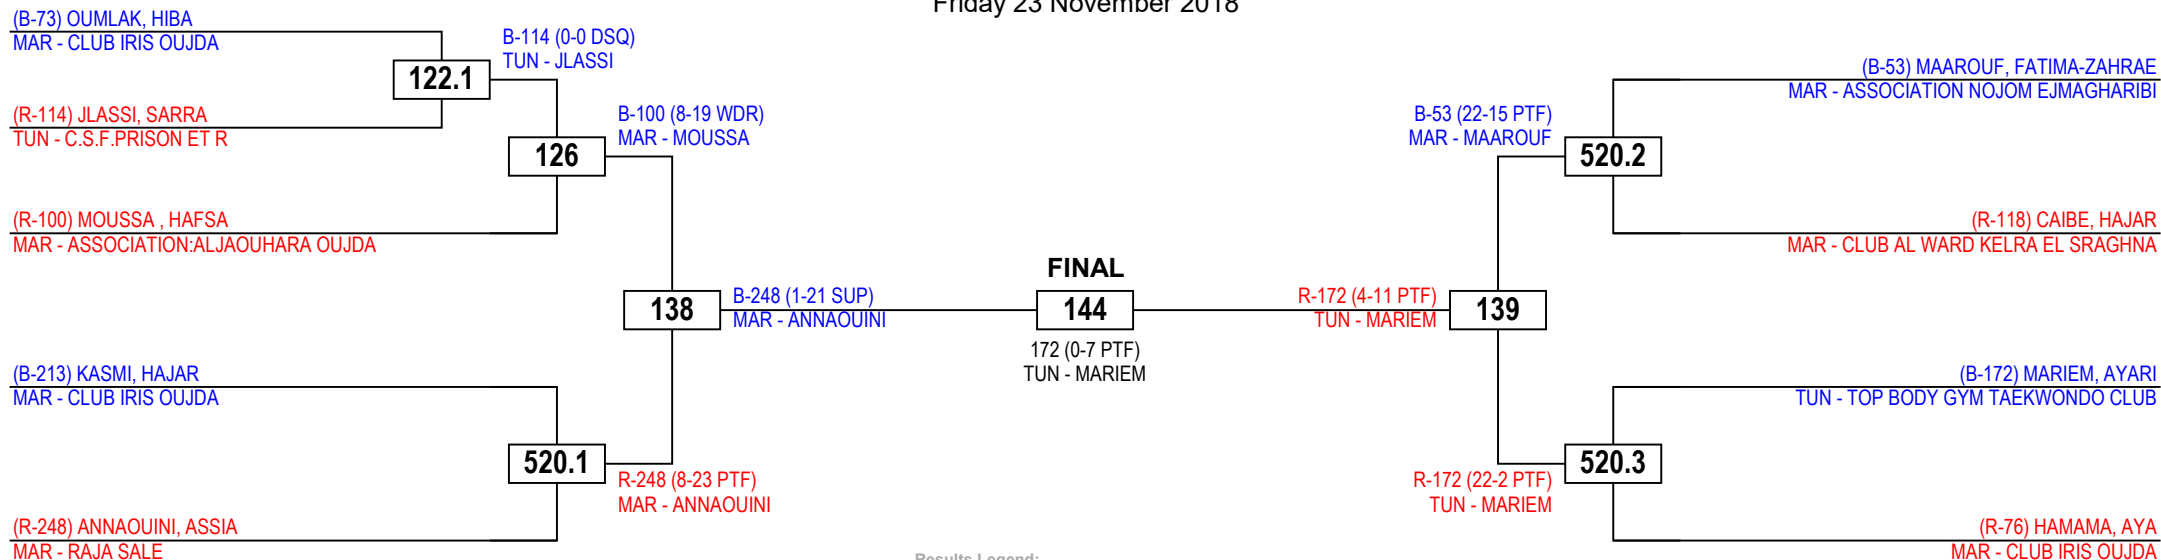 Friday 23 November 2018
(B-73) OUMLAK, HIBA
MAR - CLUB IRIS OUJDA
122.1
(R-114) JLASSI, SARRA
TUN - C.S.F.PRISON ET R
B-114 (0-0 DSQ)
TUN - JLASSI
126
(R-100) MOUSSA , HAFSA
MAR - ASSOCIATION:ALJAOUHARA OUJDA
B-100 (8-19 WDR)
MAR - MOUSSA
138
(B-213) KASMI, HAJAR
MAR - CLUB IRIS OUJDA
520.1
(R-248) ANNAOUINI, ASSIA
MAR - RAJA SALE
R-248 (8-23 PTF)
MAR - ANNAOUINI
B-248 (1-21 SUP)
MAR - ANNAOUINI
FINAL
144
172 (0-7 PTF)
TUN - MARIEM
R-172 (4-11 PTF)
TUN - MARIEM
139
B-53 (22-15 PTF)
MAR - MAAROUF
520.2
(B-53) MAAROUF, FATIMA-ZAHRAE
MAR - ASSOCIATION NOJOM EJMAGHARIBI
(R-118) CAIBE, HAJAR
MAR - CLUB AL WARD KELRA EL SRAGHNA
R-172 (22-2 PTF)
TUN - MARIEM
520.3
(B-172) MARIEM, AYARI
TUN - TOP BODY GYM TAEKWONDO CLUB
(R-76) HAMAMA, AYA
MAR - CLUB IRIS OUJDA
Results Legend: